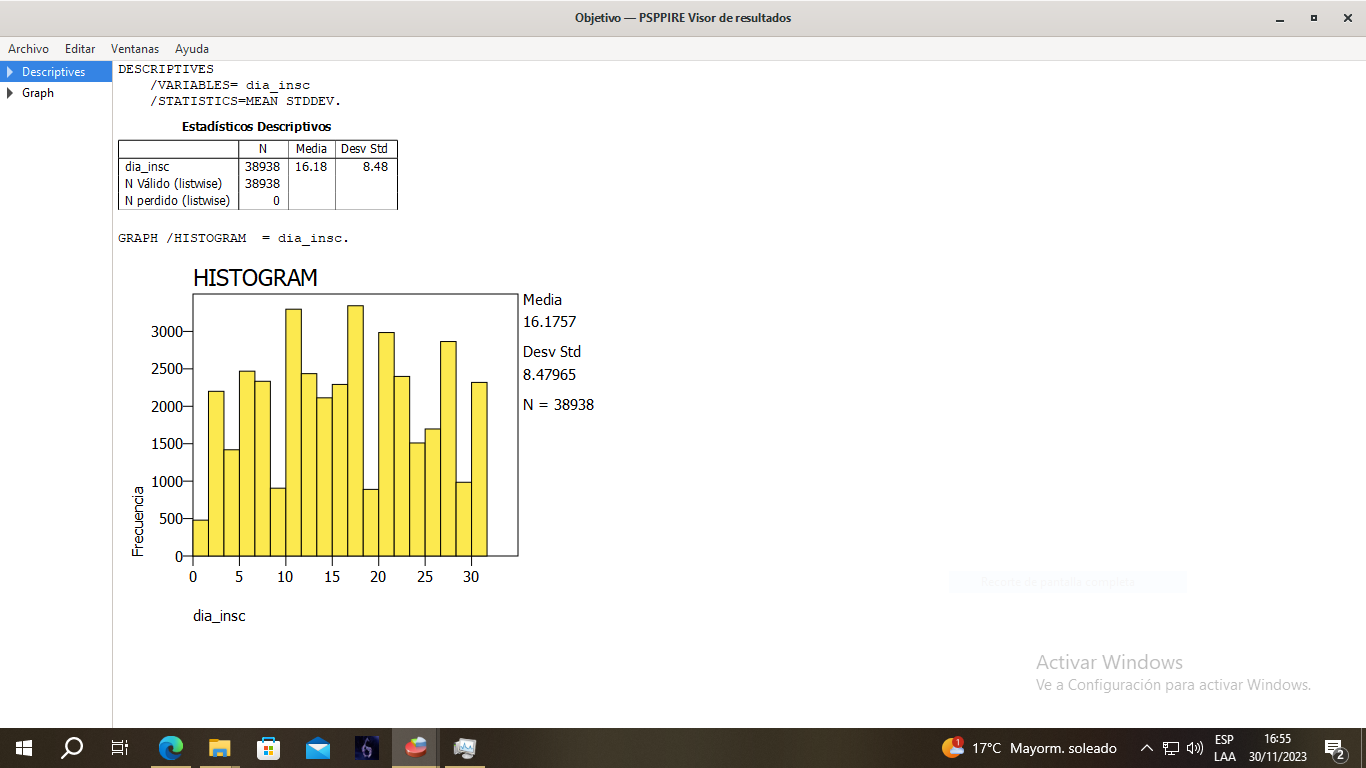 Objetivo — PSPPIRE Visor de resultados
Archivo Editar Ventanas Ayuda
Descriptives
Graph
DESCRIPTIVES
/VARIABLES= dia_insc
/STATISTICS=MEAN STDDEV.
Estadísticos Descriptivos
N Media Desv Std
dia_insc 38938 16.18 8.48
N Válido (listwise) 38938
N perdido (listwise) 0
GRAPH /HISTOGRAM = dia_insc.
HISTOGRAM
Media
16.1757
Desv Std
8.47965
N = 38938
Frecuencia
3000
2500
2000
1500
1000
500
0
0 5 10 15 20 25 30
dia_insc
Activar Windows
Ve a Configuración para activar Windows.
1
17°C Mayorm. soleado
ESP
LAA
16:55
30/11/2023
2